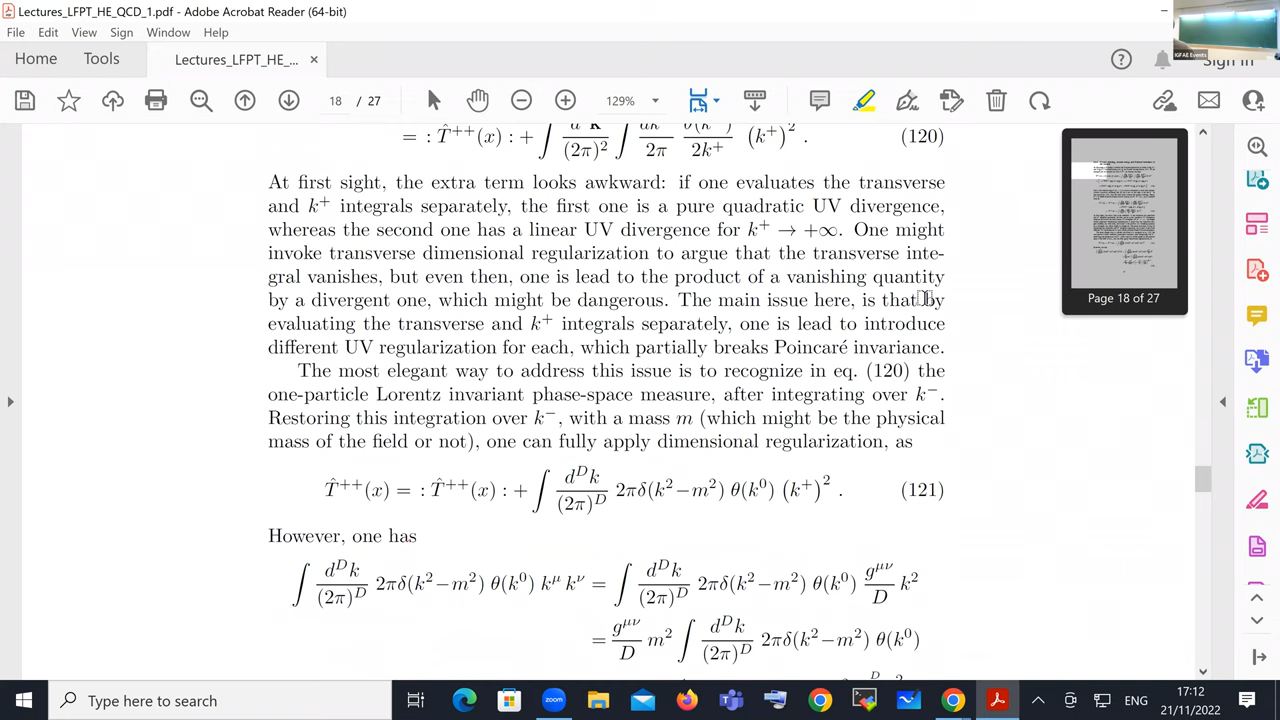 Lectures_LFPT_HE_QCD_1.pdf - Adobe Acrobat Reader (64-bit)
File Edit View Sign Window Help
IGFAE Events
Home Tools Lectures_LFPT_HE_... × Sign In
18 / 27 129%
= : T̂⁺⁺(x) : + ∫ d²k/(2π)² ∫ dk⁺/2π θ(k⁺)/2k⁺ (k⁺)² . (120)
At first sight, extra term looks awkward: if one evaluates the transverse
and k⁺ integrals separately, the first one is a pure quadratic UV divergence,
whereas the second one has a linear UV divergence for k⁺ → +∞. One might
invoke transverse dimensional regularization to argue that the transverse inte-
gral vanishes, but even then, one is lead to the product of a vanishing quantity
by a divergent one, which might be dangerous. The main issue here, is that by
evaluating the transverse and k⁺ integrals separately, one is lead to introduce
different UV regularization for each, which partially breaks Poincaré invariance.
The most elegant way to address this issue is to recognize in eq. (120) the
one-particle Lorentz invariant phase-space measure, after integrating over k⁻.
Restoring this integration over k⁻, with a mass m (which might be the physical
mass of the field or not), one can fully apply dimensional regularization, as
T̂⁺⁺(x) = : T̂⁺⁺(x) : + ∫ dᴰk/(2π)ᴰ 2πδ(k²−m²) θ(k⁰) (k⁺)² . (121)
However, one has
∫ dᴰk/(2π)ᴰ 2πδ(k²−m²) θ(k⁰) kᵘ kᵛ = ∫ dᴰk/(2π)ᴰ 2πδ(k²−m²) θ(k⁰) gᵘᵛ/D k²
= gᵘᵛ/D m² ∫ dᴰk/(2π)ᴰ 2πδ(k²−m²) θ(k⁰)
Page 18 of 27
Type here to search
ENG
17:12
21/11/2022